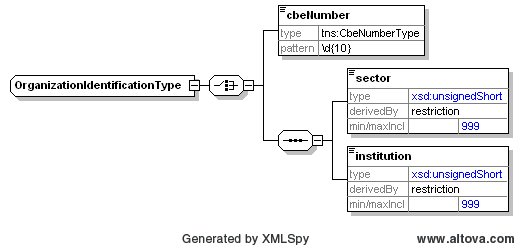 cbeNumber
type tns:CbeNumberType
pattern \d{10}
OrganizationIdentificationType
sector
type xsd:unsignedShort
derivedBy restriction
min/maxIncl 999
institution
type xsd:unsignedShort
derivedBy restriction
min/maxIncl 999
Generated by XMLSpy www.altova.com